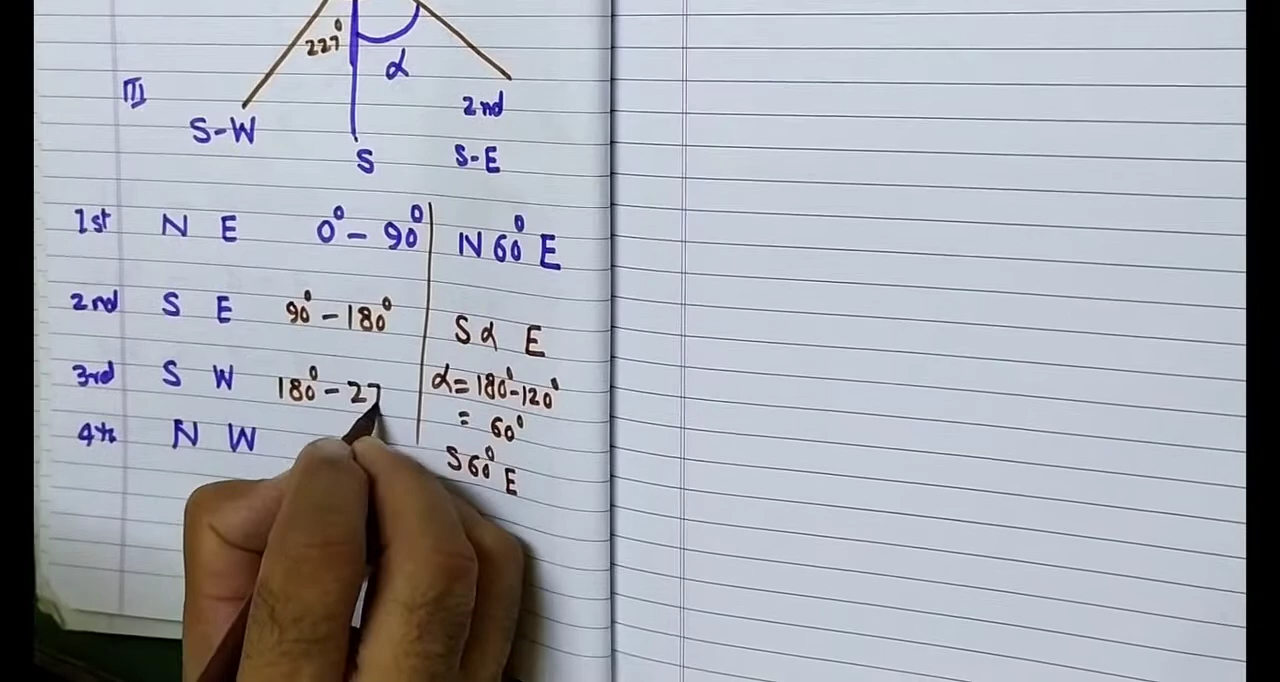 227°
α
III
2nd
S-W
S
S-E
1st N E 0° - 90° N 60° E
2nd S E 90° - 180° S α E
3rd S W 180° - 27 α = 180° - 120°
= 60°
4th N W
S 60° E